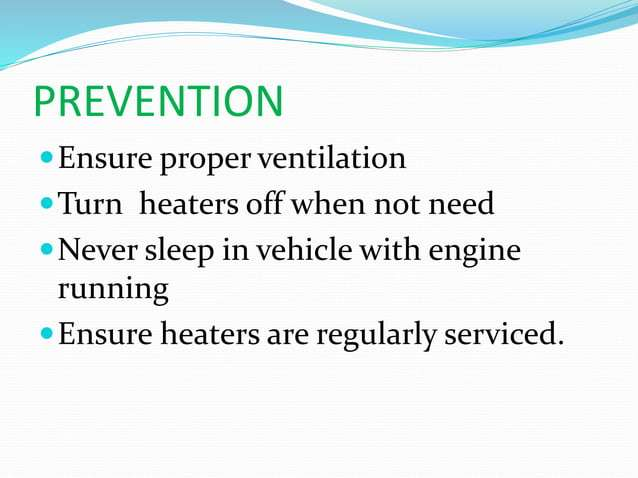 PREVENTION
Ensure proper ventilation
Turn  heaters off when not need
Never sleep in vehicle with engine
running
Ensure heaters are regularly serviced.